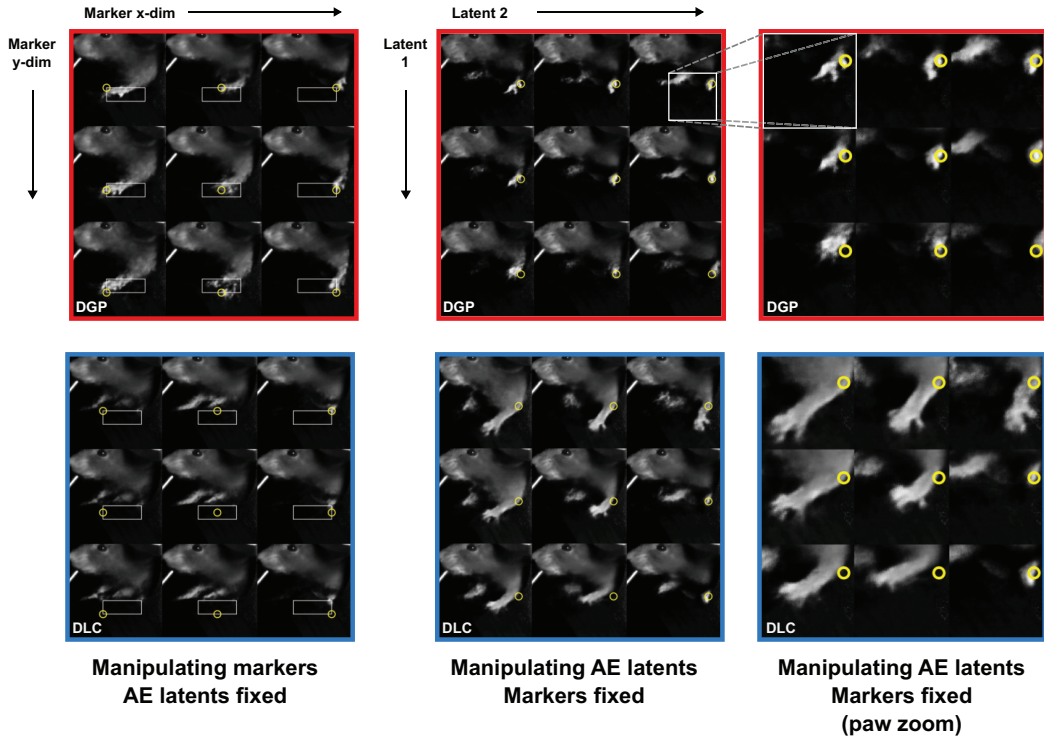 Marker x-dim
Latent 2
Marker
y-dim
Latent
1
DGP
DGP
DLC
DLC
DLC
Manipulating markers
AE latents fixed
Manipulating AE latents
Markers fixed
Manipulating AE latents
Markers fixed
(paw zoom)